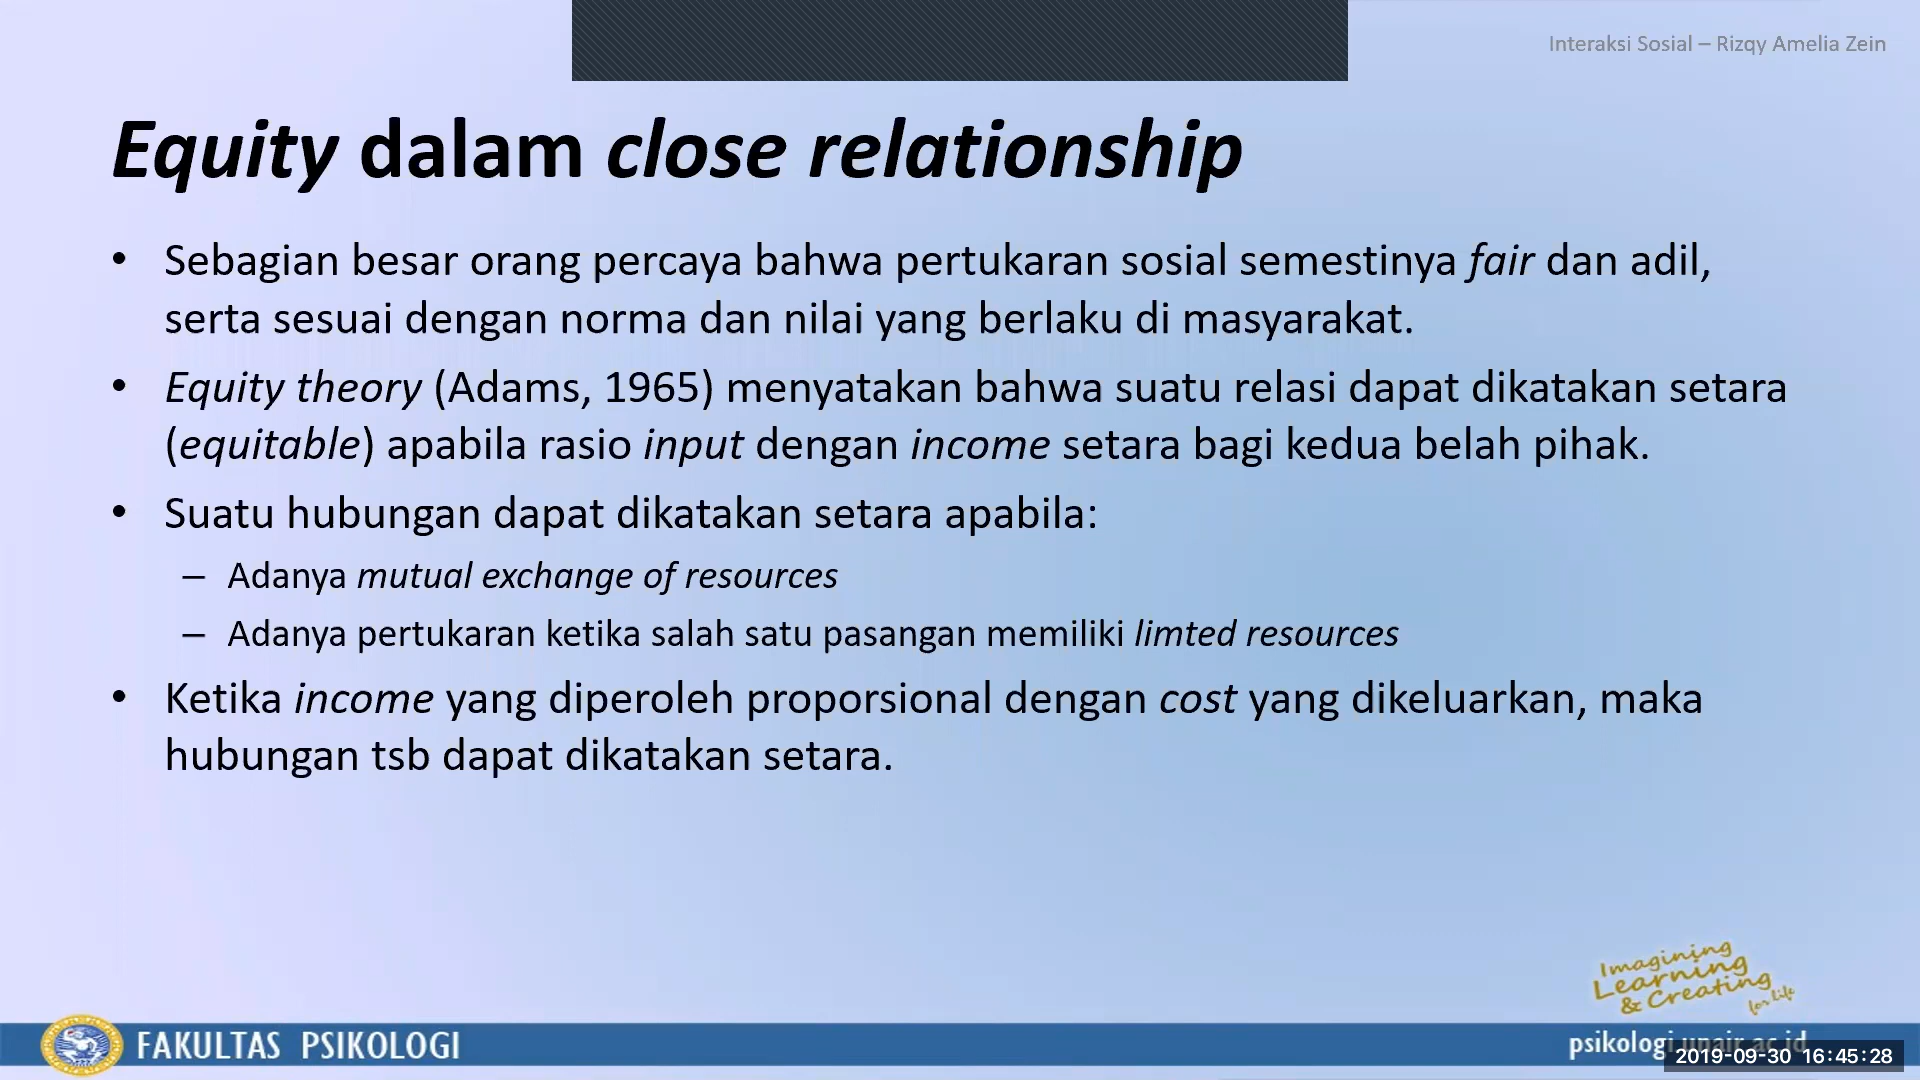 Interaksi Sosial – Rizqy Amelia Zein
Equity dalam close relationship
• Sebagian besar orang percaya bahwa pertukaran sosial semestinya fair dan adil,
serta sesuai dengan norma dan nilai yang berlaku di masyarakat.
• Equity theory (Adams, 1965) menyatakan bahwa suatu relasi dapat dikatakan setara
(equitable) apabila rasio input dengan income setara bagi kedua belah pihak.
• Suatu hubungan dapat dikatakan setara apabila:
– Adanya mutual exchange of resources
– Adanya pertukaran ketika salah satu pasangan memiliki limted resources
• Ketika income yang diperoleh proporsional dengan cost yang dikeluarkan, maka
hubungan tsb dapat dikatakan setara.
Imagining
Learning
& Creating
for life
FAKULTAS PSIKOLOGI
psikologi.unair.ac.id
2019-09-30 16:45:28